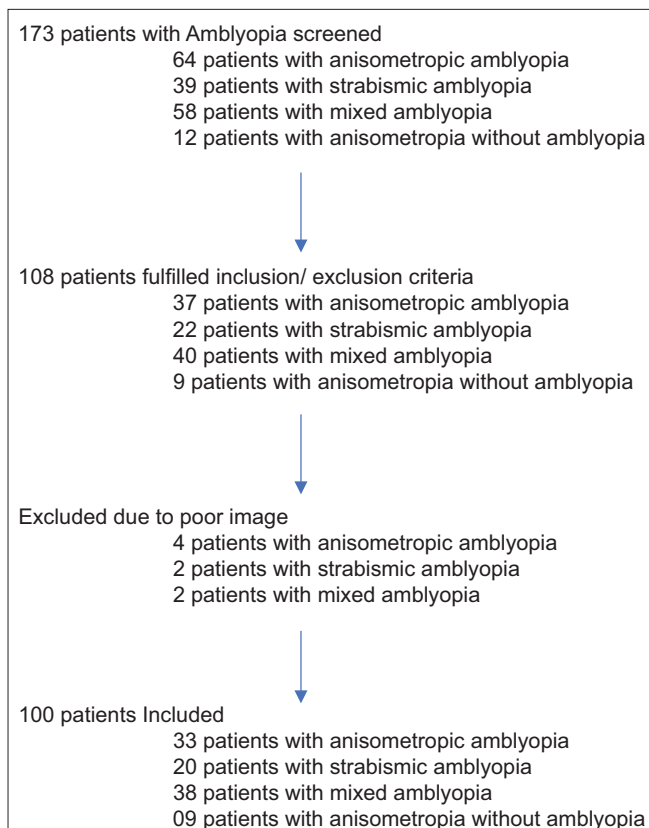 173 patients with Amblyopia screened
64 patients with anisometropic amblyopia
39 patients with strabismic amblyopia
58 patients with mixed amblyopia
12 patients with anisometropia without amblyopia
108 patients fulfilled inclusion/ exclusion criteria
37 patients with anisometropic amblyopia
22 patients with strabismic amblyopia
40 patients with mixed amblyopia
9 patients with anisometropia without amblyopia
Excluded due to poor image
4 patients with anisometropic amblyopia
2 patients with strabismic amblyopia
2 patients with mixed amblyopia
100 patients Included
33 patients with anisometropic amblyopia
20 patients with strabismic amblyopia
38 patients with mixed amblyopia
09 patients with anisometropia without amblyopia